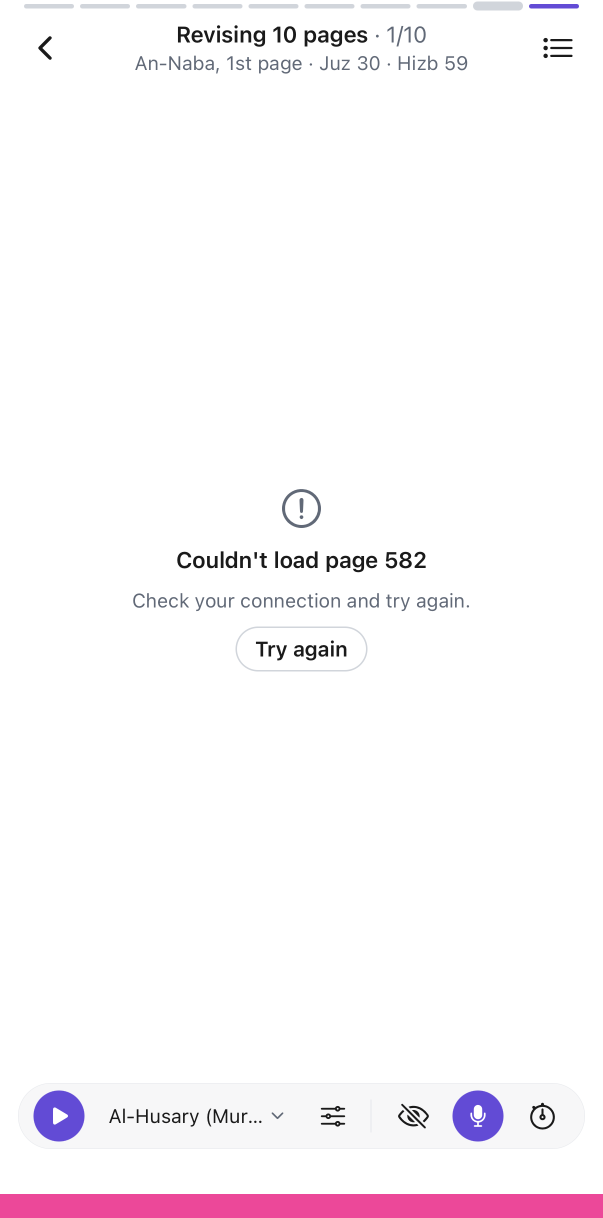 Revising 10 pages · 1/10
An-Naba, 1st page · Juz 30 · Hizb 59
Couldn't load page 582
Check your connection and try again.
Try again
Al-Husary (Mur...